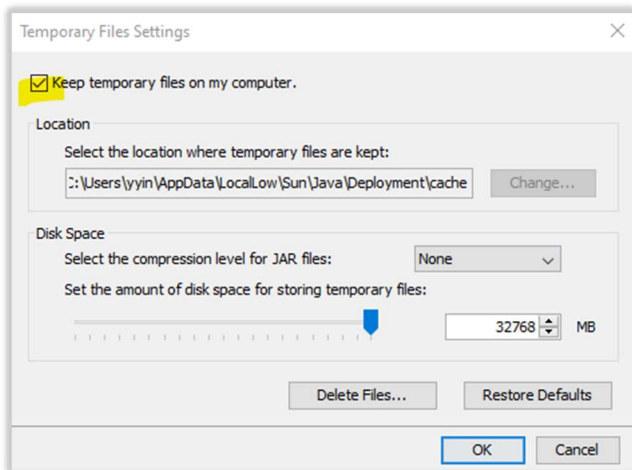 Temporary Files Settings
Keep temporary files on my computer.
Location
Select the location where temporary files are kept:
:\Users\yyin\AppData\LocalLow\Sun\Java\Deployment\cache
Change...
Disk Space
Select the compression level for JAR files:
None
Set the amount of disk space for storing temporary files:
32768
MB
Delete Files...
Restore Defaults
OK
Cancel